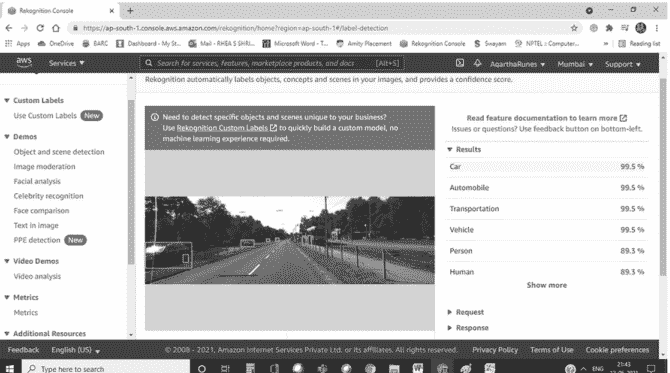 Rekognition Console
https://ap-south-1.console.aws.amazon.com/rekognition/home?region=ap-south-1#/label-detection
Apps OneDrive BARC Dashboard - My St... Mail - RHEA S SHRI... Microsoft Word - T... Amity Placement Rekognition Console Swayam NPTEL :: Computer... » Reading list
aws Services Search for services, features, marketplace products, and docs [Alt+S] AgarthaRunes Mumbai Support
Rekognition automatically labels objects, concepts and scenes in your images, and provides a confidence score.
Custom Labels
Use Custom Labels New
Demos
Object and scene detection
Image moderation
Facial analysis
Celebrity recognition
Face comparison
Text in image
PPE detection New
Video Demos
Video analysis
Metrics
Metrics
Additional Resources
Need to detect specific objects and scenes unique to your business?
Use Rekognition Custom Labels to quickly build a custom model, no
machine learning experience required.
Read feature documentation to learn more
Issues or questions? Use feedback button on bottom-left.
Results
Car 99.5 %
Automobile 99.5 %
Transportation 99.5 %
Vehicle 99.5 %
Person 89.3 %
Human 89.3 %
Show more
Request
Response
Feedback English (US) © 2008 - 2021, Amazon Internet Services Private Ltd. or its affiliates. All rights reserved. Privacy Policy Terms of Use Cookie preferences
Type here to search
ENG
21:43